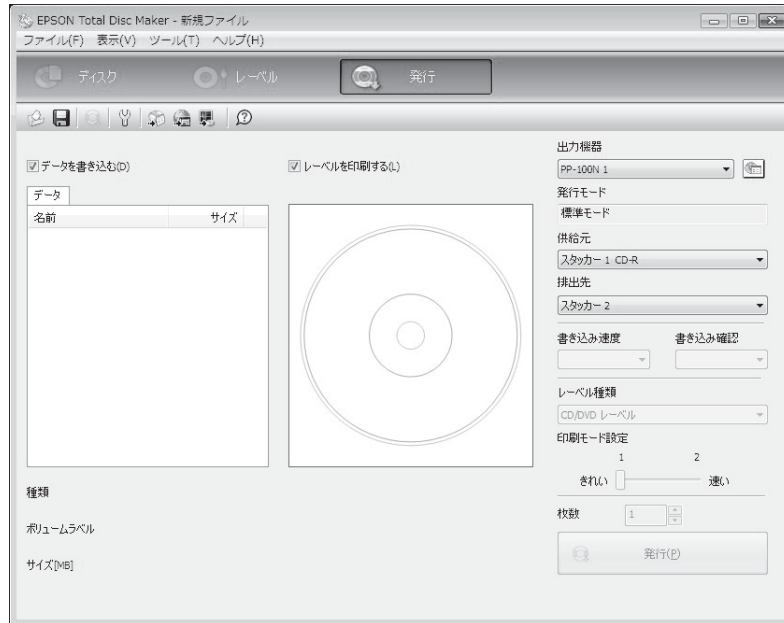 EPSON Total Disc Maker - 新規ファイル
ファイル(F) 表示(V) ツール(T) ヘルプ(H)
ディスク レーベル 発行
データを書き込む(D)
レーベルを印刷する(L)
データ
名前 サイズ
種類
ボリュームラベル
サイズ[MB]
出力機器
PP-100N 1
発行モード
標準モード
供給元
スタッカー 1 CD-R
排出先
スタッカー 2
書き込み速度 書き込み確認
レーベル種類
CD/DVD レーベル
印刷モード設定
1 2
きれい 速い
枚数 1
発行(P)